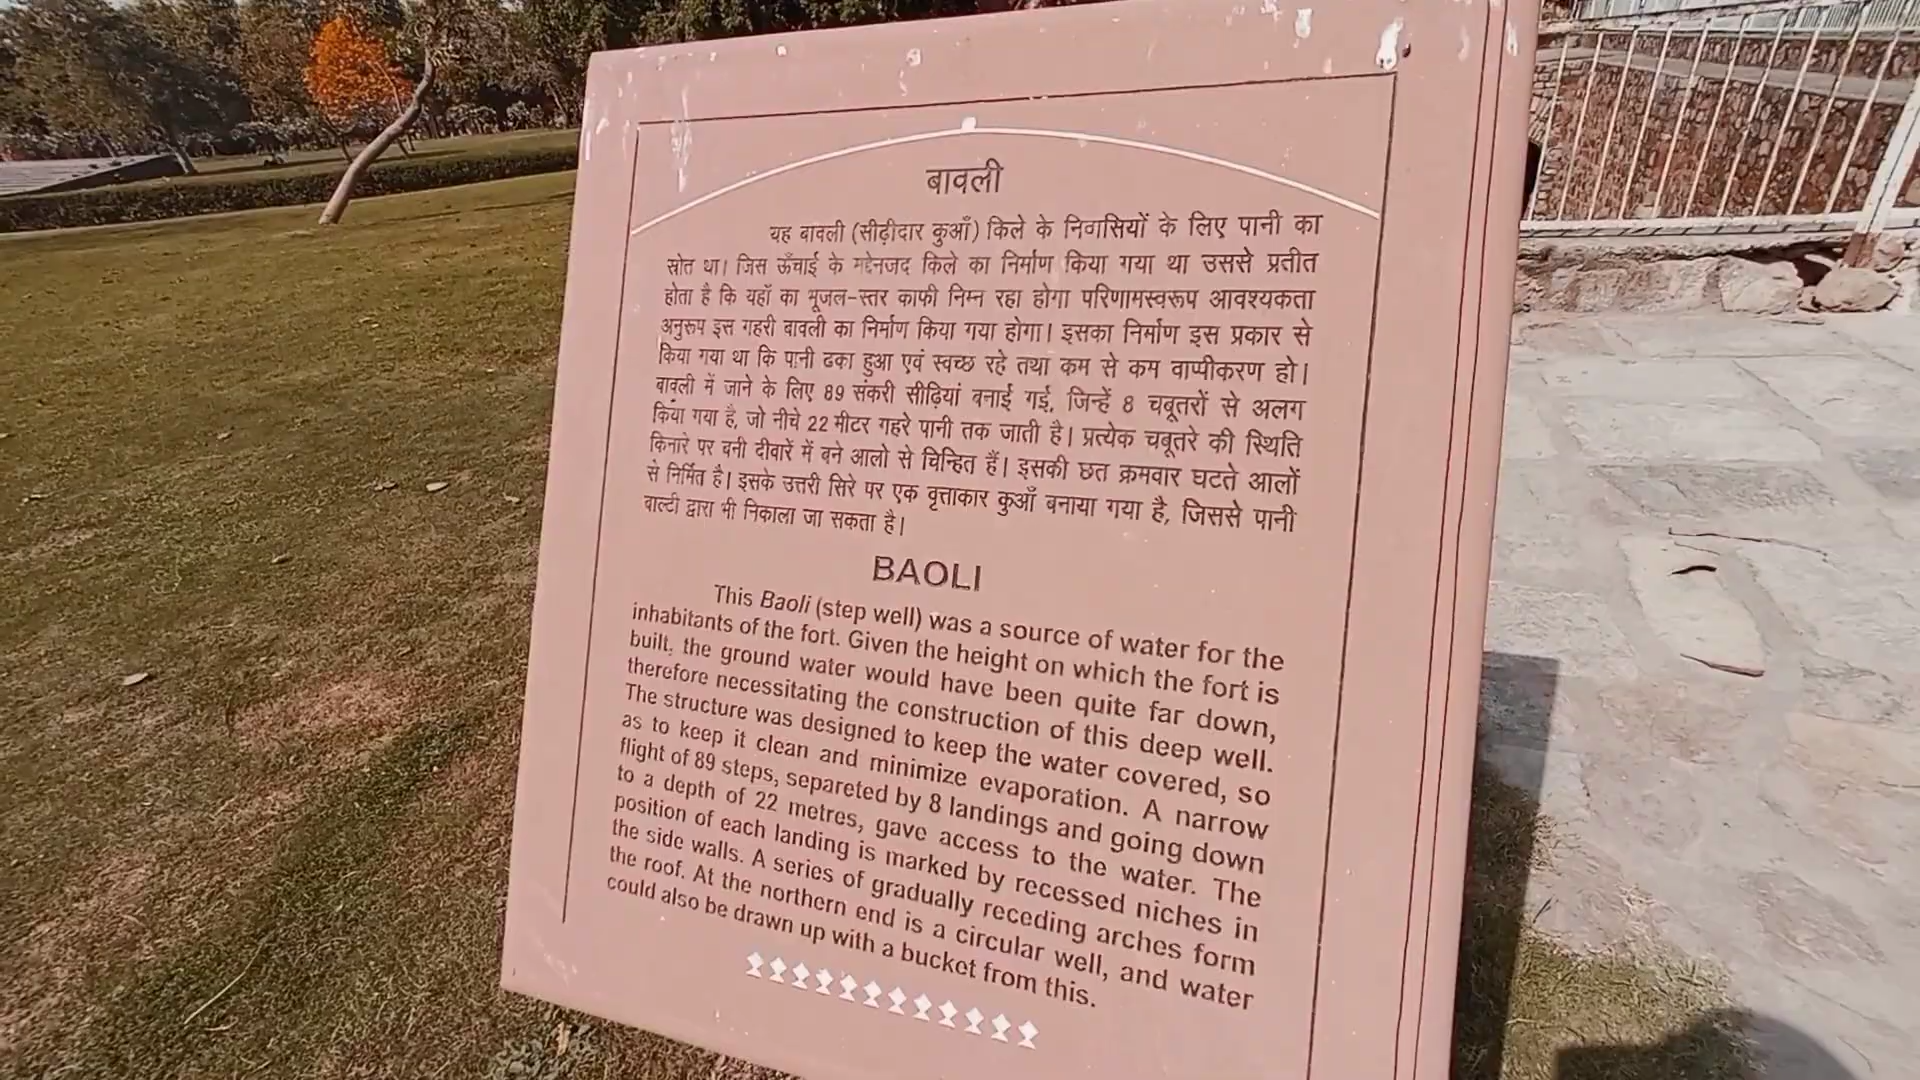 बावली
यह बावली (सीढ़ीदार कुआँ) किले के निवासियों के लिए पानी का
स्रोत था। जिस ऊँचाई के मद्देनजद किले का निर्माण किया गया था उससे प्रतीत
होता है कि यहाँ का भूजल-स्तर काफी निम्न रहा होगा परिणामस्वरूप आवश्यकता
अनुरूप इस गहरी बावली का निर्माण किया गया होगा। इसका निर्माण इस प्रकार से
किया गया था कि पानी ढका हुआ एवं स्वच्छ रहे तथा कम से कम वाष्पीकरण हो।
बावली में जाने के लिए 89 संकरी सीढ़ियां बनाई गई, जिन्हें 8 चबूतरों से अलग
किया गया है, जो नीचे 22 मीटर गहरे पानी तक जाती है। प्रत्येक चबूतरे की स्थिति
किनारे पर बनी दीवारें में बने आलो से चिन्हित हैं। इसकी छत क्रमवार घटते आलों
से निर्मित है। इसके उत्तरी सिरे पर एक वृत्ताकार कुआँ बनाया गया है, जिससे पानी
बाल्टी द्वारा भी निकाला जा सकता है।
BAOLI
This Baoli (step well) was a source of water for the
inhabitants of the fort. Given the height on which the fort is
built, the ground water would have been quite far down,
therefore necessitating the construction of this deep well.
The structure was designed to keep the water covered, so
as to keep it clean and minimize evaporation. A narrow
flight of 89 steps, separeted by 8 landings and going down
to a depth of 22 metres, gave access to the water. The
position of each landing is marked by recessed niches in
the side walls. A series of gradually receding arches form
the roof. At the northern end is a circular well, and water
could also be drawn up with a bucket from this.